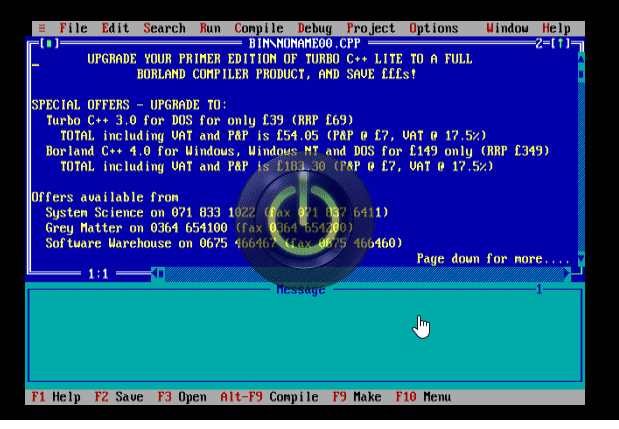 ≡ File Edit Search Run Compile Debug Project Options Window Help
[■] BIN\NONAME00.CPP 2=[↑]
UPGRADE YOUR PRIMER EDITION OF TURBO C++ LITE TO A FULL
BORLAND COMPILER PRODUCT, AND SAVE £££s!
SPECIAL OFFERS - UPGRADE TO:
Turbo C++ 3.0 for DOS for only £39 (RRP £69)
TOTAL including VAT and P&P is £54.05 (P&P @ £7, VAT @ 17.5%)
Borland C++ 4.0 for Windows, Windows NT and DOS for £149 only (RRP £349)
TOTAL including VAT and P&P is £183.30 (P&P @ £7, VAT @ 17.5%)
Offers available from
System Science on 071 833 1022 (fax 071 837 6411)
Grey Matter on 0364 654100 (fax 0364 654200)
Software Warehouse on 0675 466467 (fax 0675 466460)
Page down for more....
1:1
Message 1
F1 Help F2 Save F3 Open Alt-F9 Compile F9 Make F10 Menu